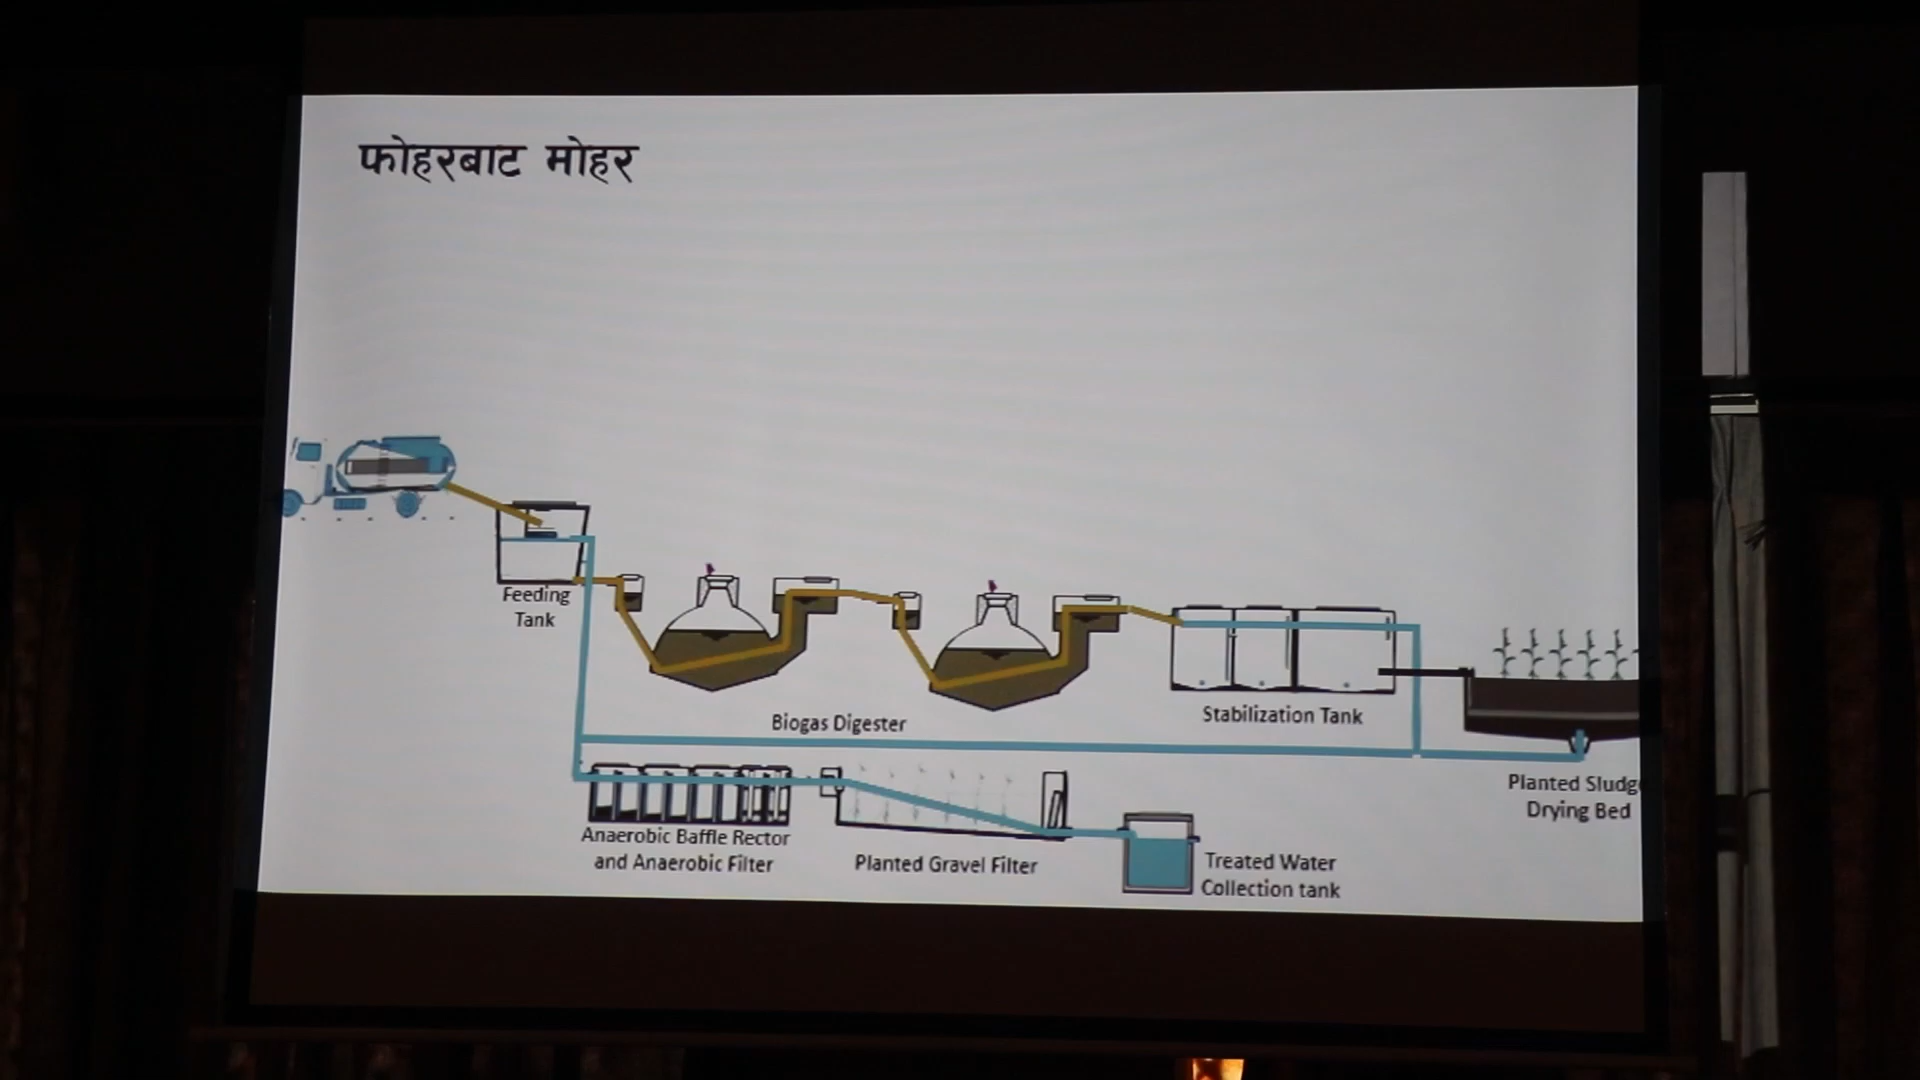 फोहरबाट मोहर
Feeding
Tank
Biogas Digester
Stabilization Tank
Planted Sludge
Drying Bed
Anaerobic Baffle Rector
and Anaerobic Filter
Planted Gravel Filter
Treated Water
Collection tank